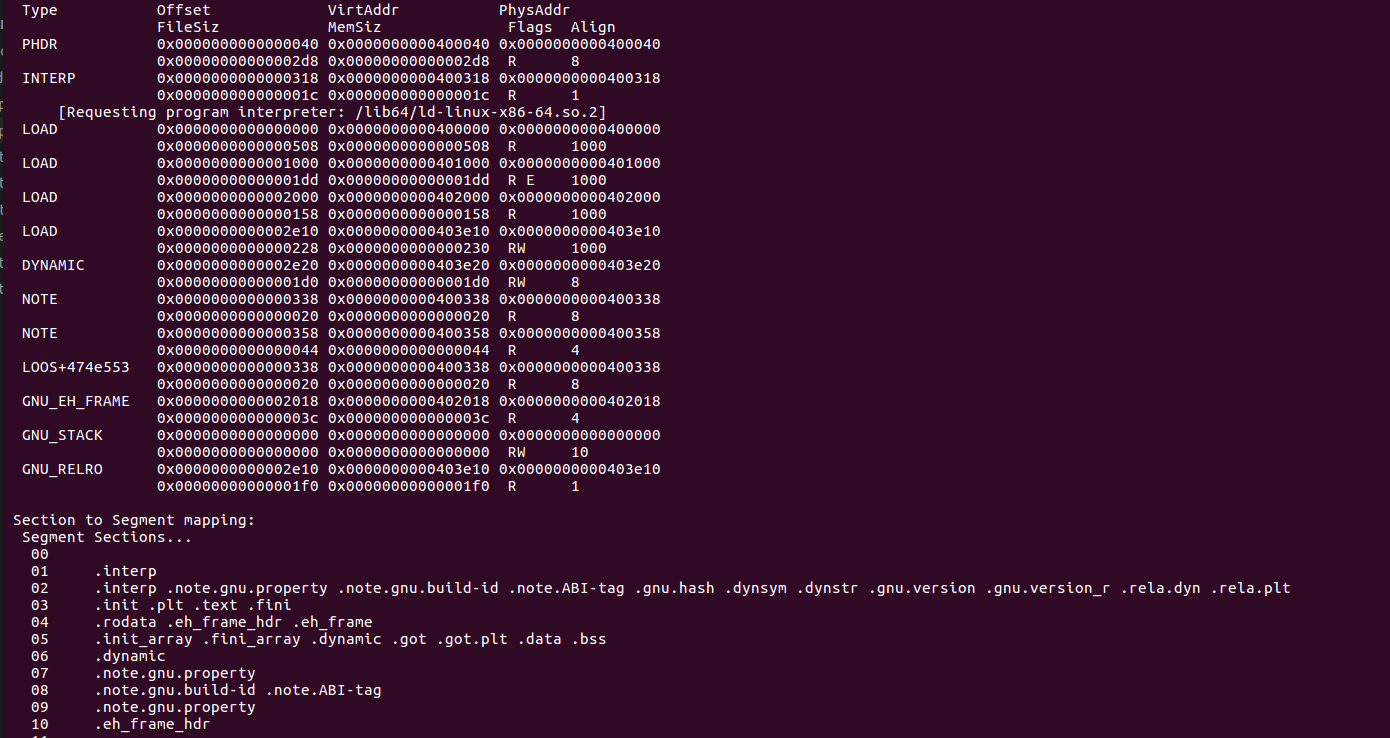 Type Offset VirtAddr PhysAddr
FileSiz MemSiz Flags Align
PHDR 0x0000000000000040 0x0000000000400040 0x0000000000400040
0x00000000000002d8 0x00000000000002d8 R 8
INTERP 0x0000000000000318 0x0000000000400318 0x0000000000400318
0x000000000000001c 0x000000000000001c R 1
[Requesting program interpreter: /lib64/ld-linux-x86-64.so.2]
LOAD 0x0000000000000000 0x0000000000400000 0x0000000000400000
0x0000000000000508 0x0000000000000508 R 1000
LOAD 0x0000000000001000 0x0000000000401000 0x0000000000401000
0x00000000000001dd 0x00000000000001dd R E 1000
LOAD 0x0000000000002000 0x0000000000402000 0x0000000000402000
0x0000000000000158 0x0000000000000158 R 1000
LOAD 0x0000000000002e10 0x0000000000403e10 0x0000000000403e10
0x0000000000000228 0x0000000000000230 RW 1000
DYNAMIC 0x0000000000002e20 0x0000000000403e20 0x0000000000403e20
0x00000000000001d0 0x00000000000001d0 RW 8
NOTE 0x0000000000000338 0x0000000000400338 0x0000000000400338
0x0000000000000020 0x0000000000000020 R 8
NOTE 0x0000000000000358 0x0000000000400358 0x0000000000400358
0x0000000000000044 0x0000000000000044 R 4
LOOS+474e553 0x0000000000000338 0x0000000000400338 0x0000000000400338
0x0000000000000020 0x0000000000000020 R 8
GNU_EH_FRAME 0x0000000000002018 0x0000000000402018 0x0000000000402018
0x000000000000003c 0x000000000000003c R 4
GNU_STACK 0x0000000000000000 0x0000000000000000 0x0000000000000000
0x0000000000000000 0x0000000000000000 RW 10
GNU_RELRO 0x0000000000002e10 0x0000000000403e10 0x0000000000403e10
0x00000000000001f0 0x00000000000001f0 R 1
Section to Segment mapping:
Segment Sections...
00
01 .interp
02 .interp .note.gnu.property .note.gnu.build-id .note.ABI-tag .gnu.hash .dynsym .dynstr .gnu.version .gnu.version_r .rela.dyn .rela.plt
03 .init .plt .text .fini
04 .rodata .eh_frame_hdr .eh_frame
05 .init_array .fini_array .dynamic .got .got.plt .data .bss
06 .dynamic
07 .note.gnu.property
08 .note.gnu.build-id .note.ABI-tag
09 .note.gnu.property
10 .eh_frame_hdr